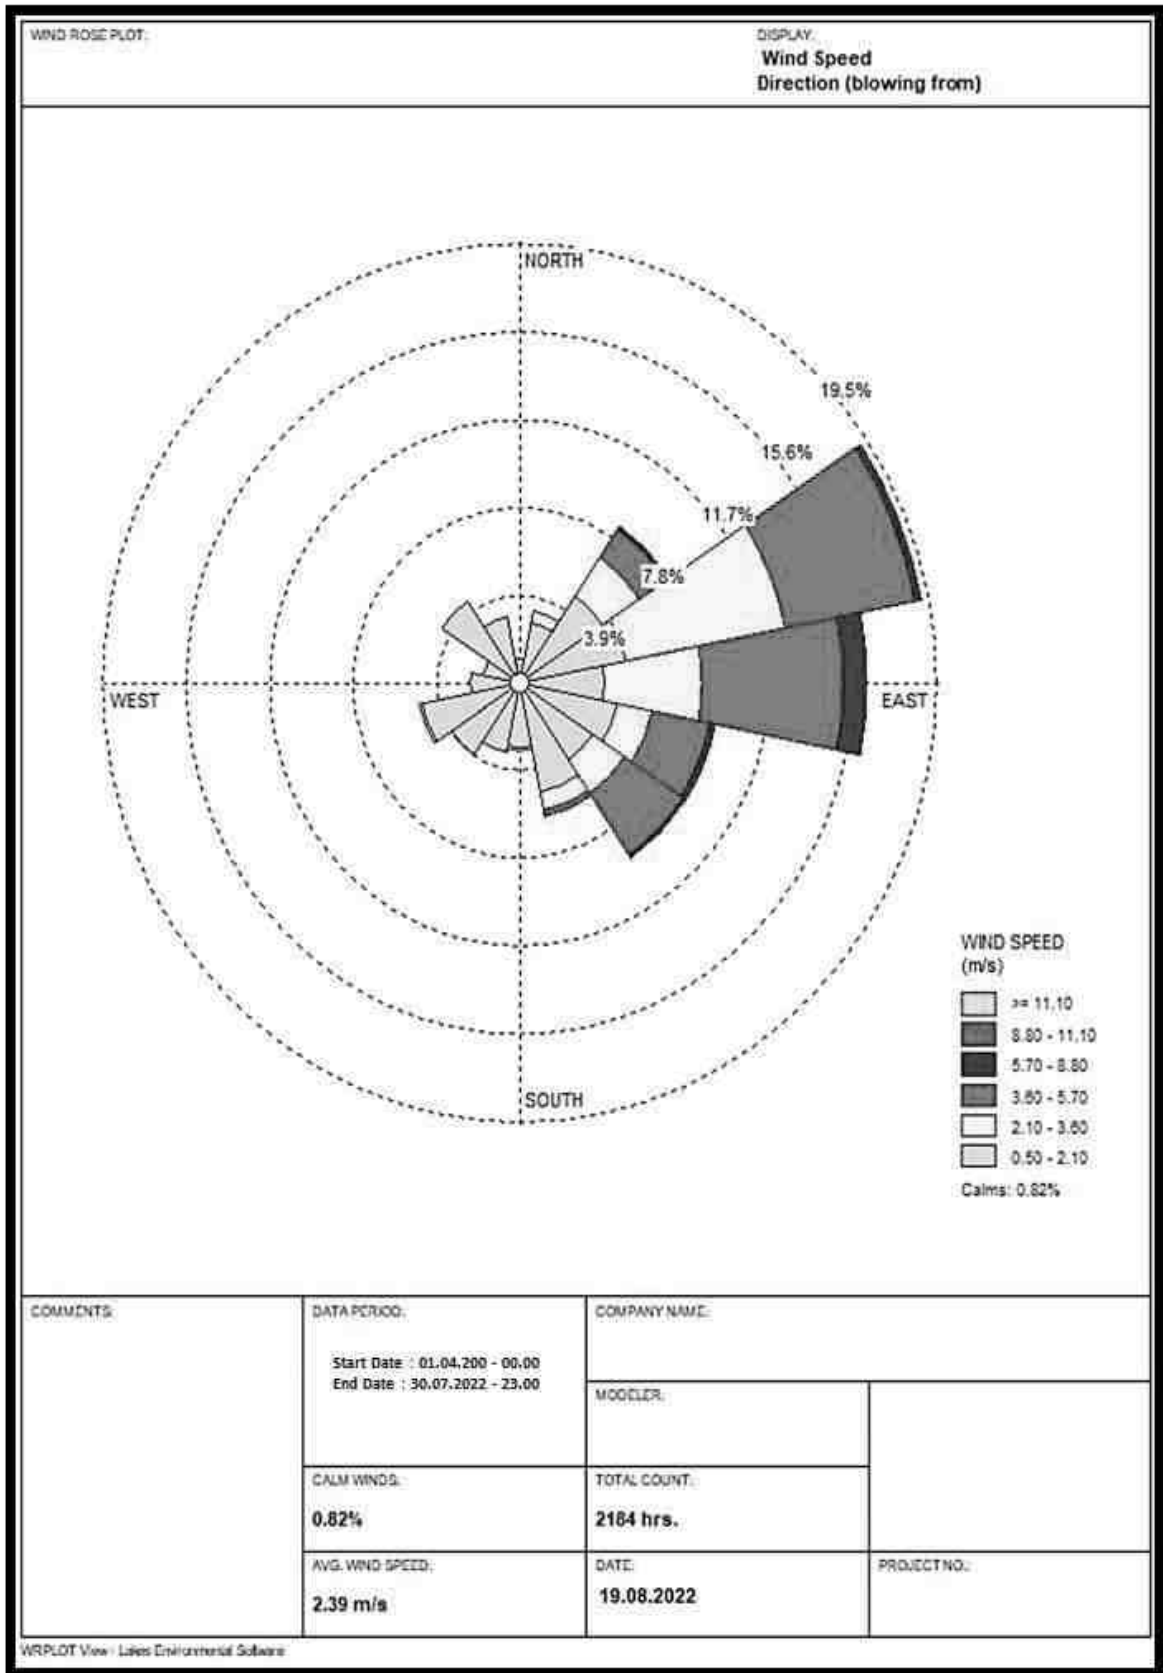 WIND ROSE PLOT:
DISPLAY:
Wind Speed
Direction (blowing from)
NORTH
19.5%
15.6%
11.7%
7.8%
3.9%
WEST
EAST
SOUTH
WIND SPEED
(m/s)
>= 11.10
8.80 - 11.10
5.70 - 8.80
3.60 - 5.70
2.10 - 3.60
0.50 - 2.10
Calms: 0.82%
COMMENTS:
DATA PERIOD:
Start Date : 01.04.200 - 00.00
End Date : 30.07.2022 - 23.00
COMPANY NAME:
MODELER:
CALM WINDS:
0.82%
TOTAL COUNT:
2184 hrs.
AVG. WIND SPEED:
2.39 m/s
DATE:
19.08.2022
PROJECT NO.:
WRPLOT View - Lakes Environmental Software